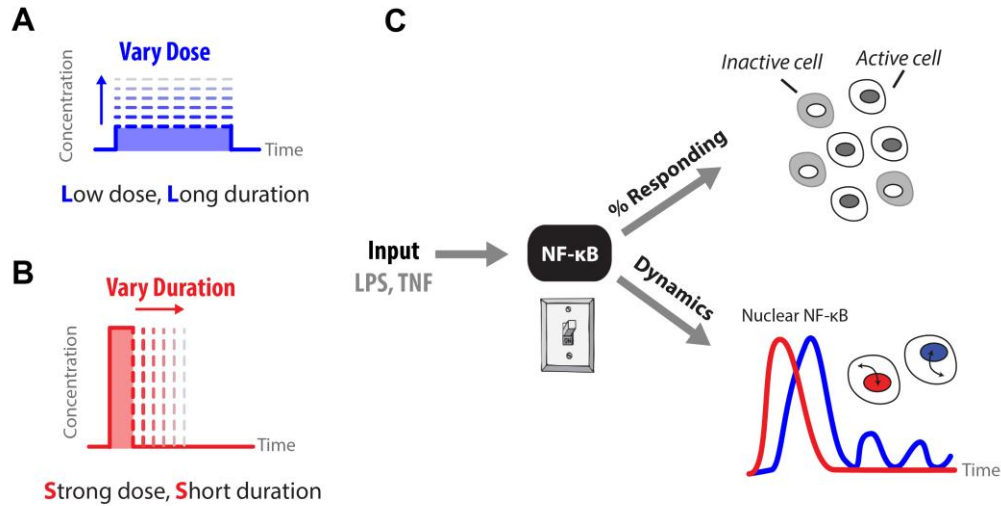 A
Vary Dose
Concentration
Time
Low dose, Long duration
B
Vary Duration
Concentration
Time
Strong dose, Short duration
C
Input
LPS, TNF
NF-κB
% Responding
Inactive cell
Active cell
Dynamics
Nuclear NF-κB
Time